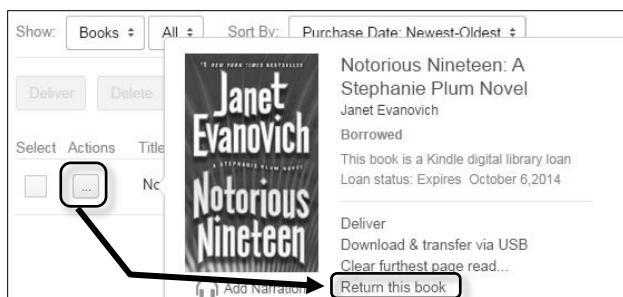 Show: Books All Sort By: Purchase Date: Newest-Oldest
Deliver Delete
Select Actions Title
... No
#1 NEW YORK TIMES BESTSELLER
Janet
Evanovich
A STEPHANIE PLUM NOVEL
Notorious
Nineteen
Add Narration
Notorious Nineteen: A
Stephanie Plum Novel
Janet Evanovich
Borrowed
This book is a Kindle digital library loan
Loan status: Expires October 6,2014
Deliver
Download & transfer via USB
Clear furthest page read...
Return this book